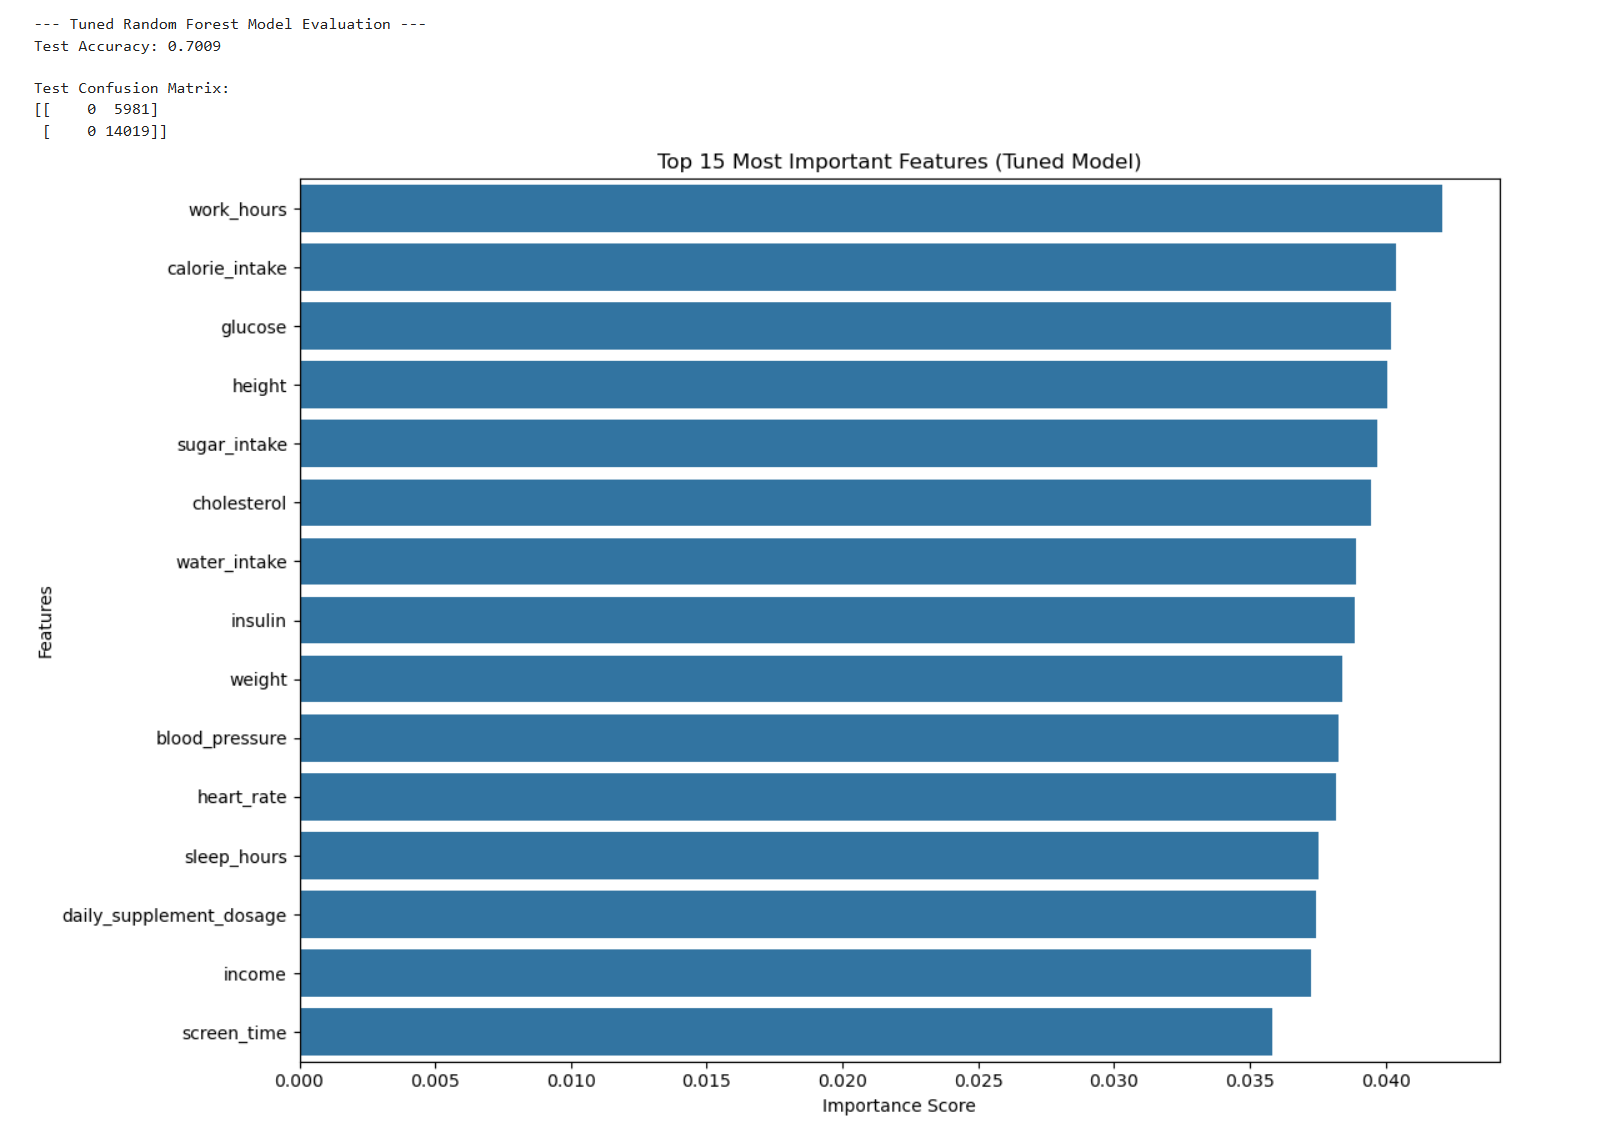 --- Tuned Random Forest Model Evaluation ---
Test Accuracy: 0.7009
Test Confusion Matrix:
[[    0  5981]
 [    0 14019]]
Top 15 Most Important Features (Tuned Model)
work_hours
calorie_intake
glucose
height
sugar_intake
cholesterol
water_intake
insulin
weight
blood_pressure
heart_rate
sleep_hours
daily_supplement_dosage
income
screen_time
Features
0.000 0.005 0.010 0.015 0.020 0.025 0.030 0.035 0.040
Importance Score